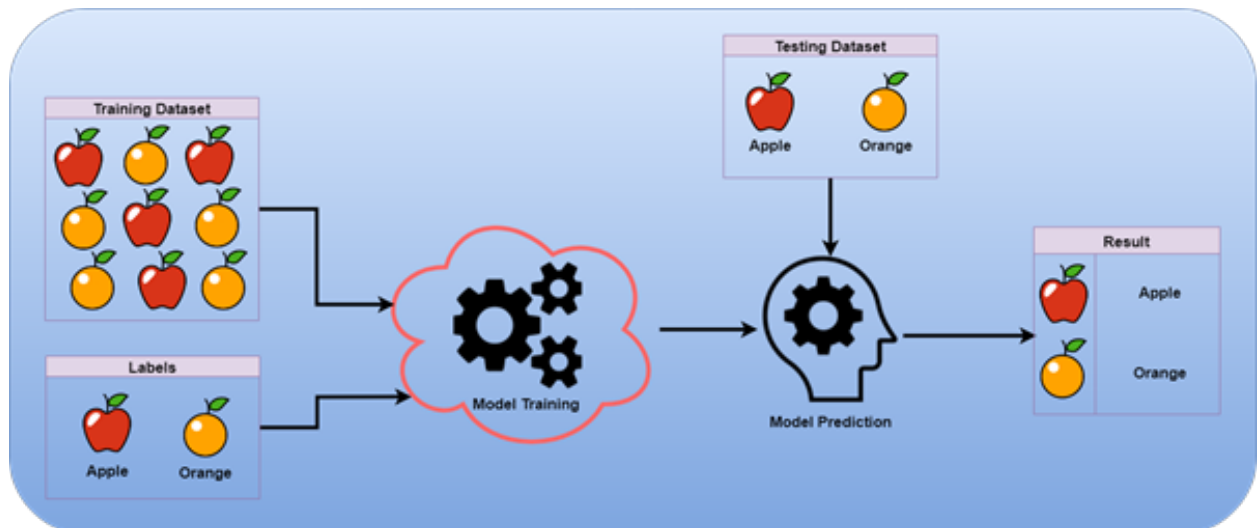 Training Dataset
Labels
Apple
Orange
Model Training
Testing Dataset
Apple
Orange
Model Prediction
Result
Apple
Orange